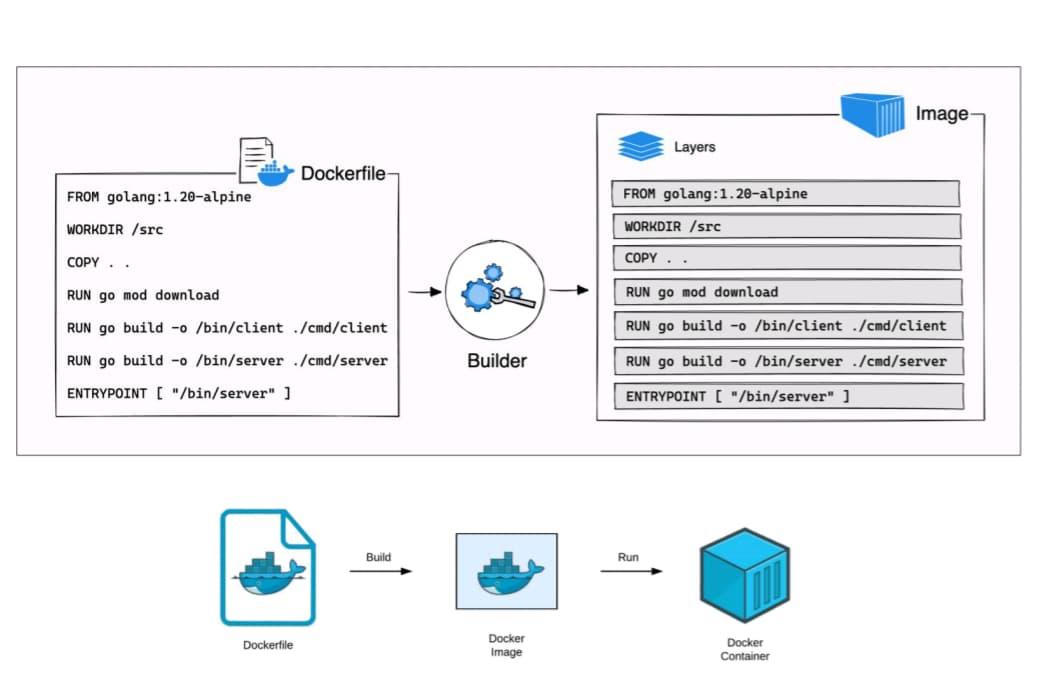 Dockerfile
FROM golang:1.20-alpine
WORKDIR /src
COPY . .
RUN go mod download
RUN go build -o /bin/client ./cmd/client
RUN go build -o /bin/server ./cmd/server
ENTRYPOINT [ "/bin/server" ]
Builder
Image
Layers
FROM golang:1.20-alpine
WORKDIR /src
COPY . .
RUN go mod download
RUN go build -o /bin/client ./cmd/client
RUN go build -o /bin/server ./cmd/server
ENTRYPOINT [ "/bin/server" ]
Build
Run
Dockerfile
Docker
Image
Docker
Container